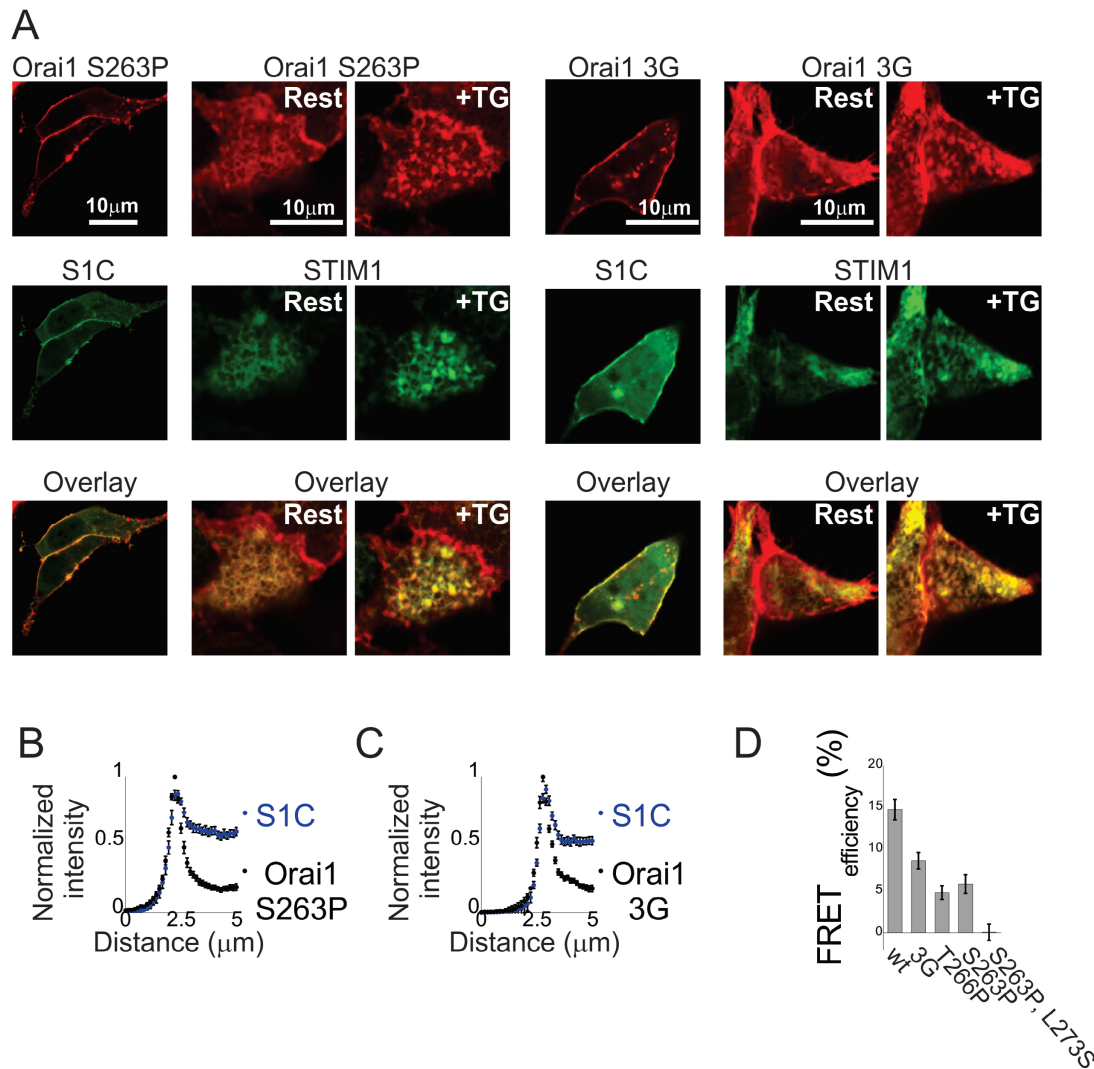 A
Orai1 S263P Orai1 S263P Orai1 3G Orai1 3G
Rest +TG Rest +TG
10μm 10μm 10μm 10μm
S1C STIM1 S1C STIM1
Rest +TG Rest +TG
Overlay Overlay Overlay Overlay
Rest +TG Rest +TG
B
Normalized
intensity
1
0.5
0
0 2.5 5
Distance (μm)
S1C
Orai1
S263P
C
Normalized
intensity
1
0.5
0
0 2.5 5
Distance (μm)
S1C
Orai1
3G
D
FRET efficiency (%)
20
15
10
5
0
wt
3G
T266P
S263P
S263P, L273S